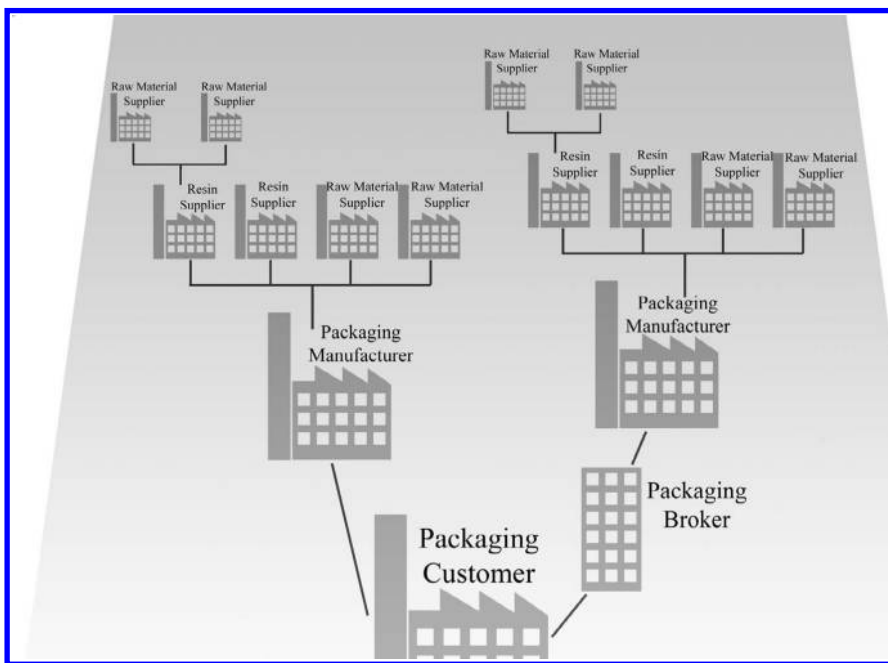 Raw Material
Supplier
Raw Material
Supplier
Raw Material
Supplier
Raw Material
Supplier
Resin
Supplier
Resin
Supplier
Raw Material
Supplier
Raw Material
Supplier
Resin
Supplier
Resin
Supplier
Raw Material
Supplier
Raw Material
Supplier
Packaging
Manufacturer
Packaging
Manufacturer
Packaging
Broker
Packaging
Customer